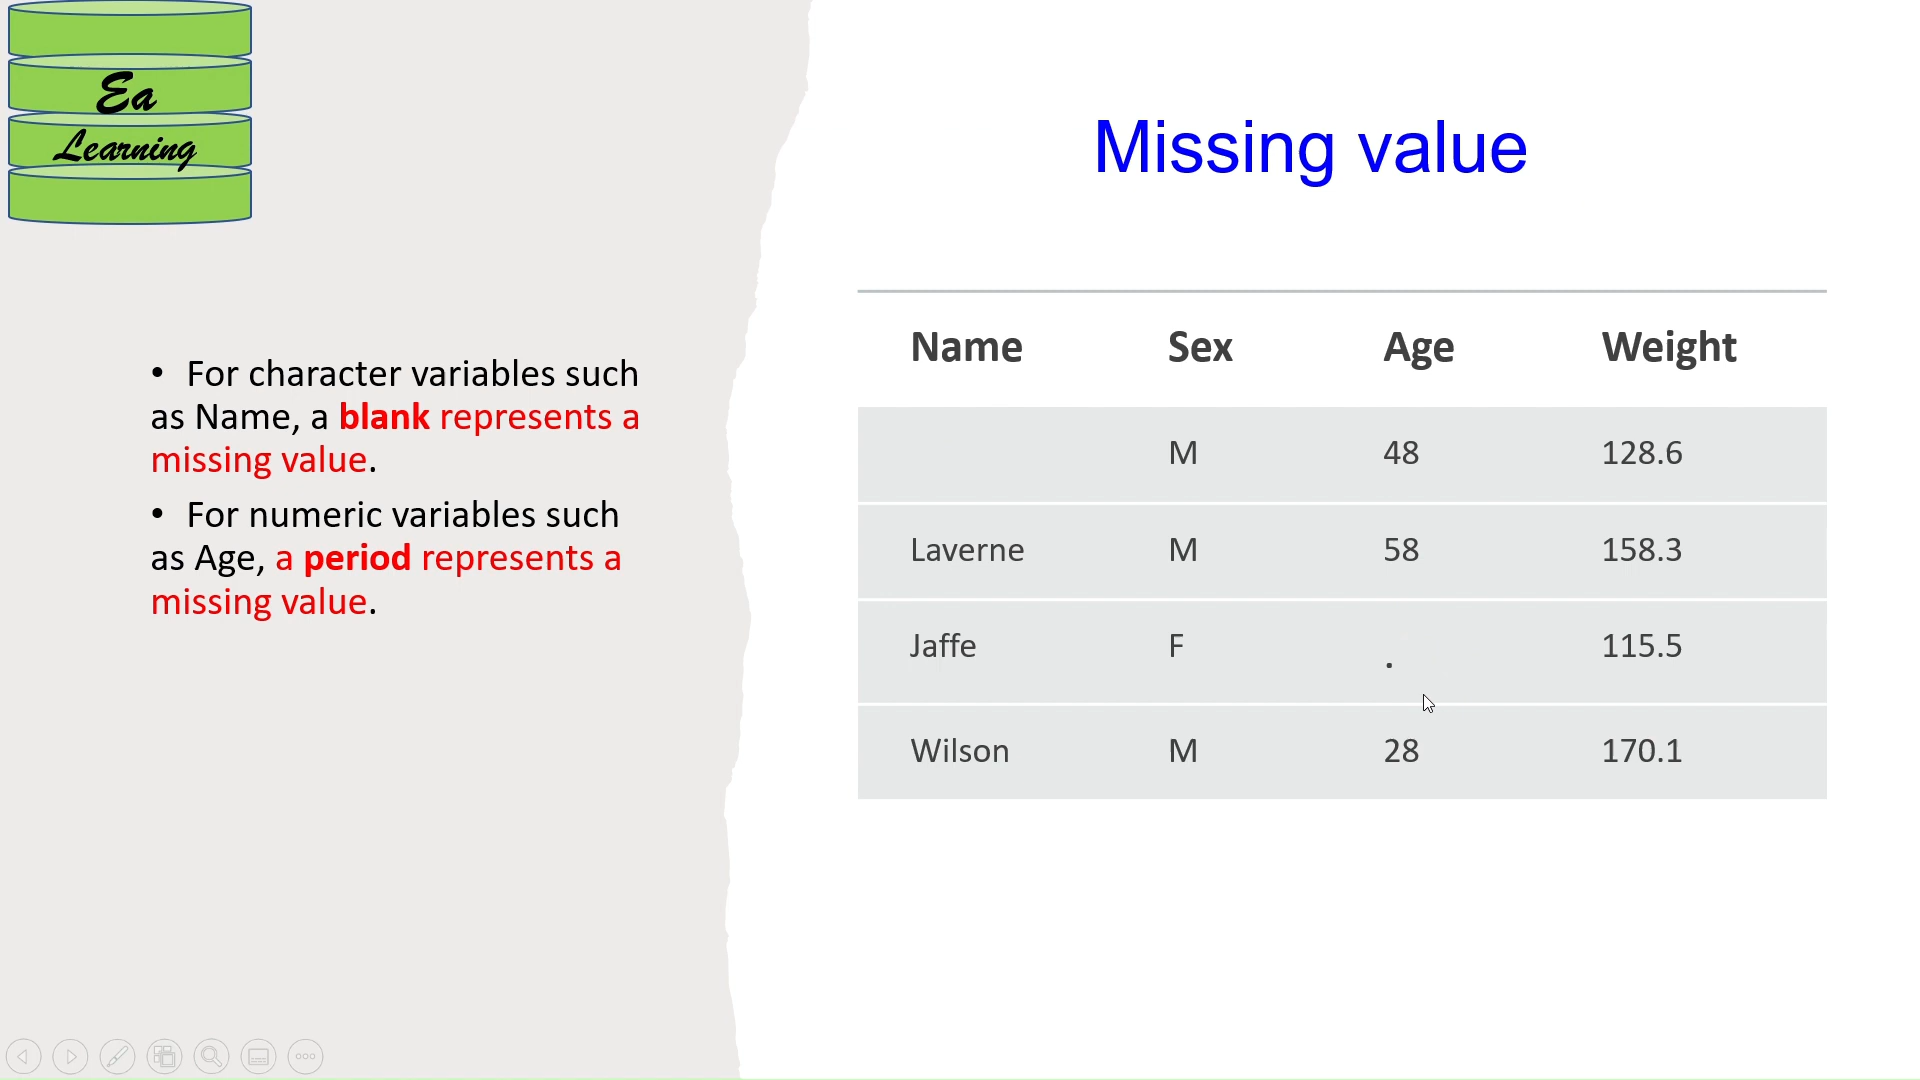 Ea
Learning
Missing value
• For character variables such
as Name, a blank represents a
missing value.
• For numeric variables such
as Age, a period represents a
missing value.
Name Sex Age Weight
M 48 128.6
Laverne M 58 158.3
Jaffe F . 115.5
Wilson M 28 170.1